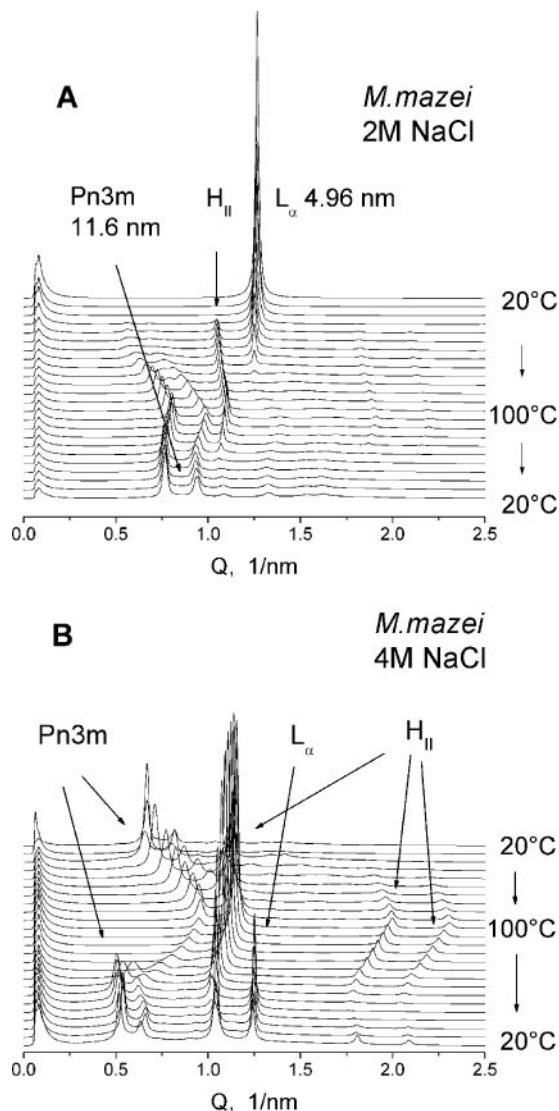 A
M.mazei
2M NaCl
Pn3m
11.6 nm
H_II
L_α 4.96 nm
20°C
100°C
20°C
0.0 0.5 1.0 1.5 2.0 2.5
Q, 1/nm
B
M.mazei
4M NaCl
Pn3m
L_α
H_II
20°C
100°C
20°C
0.0 0.5 1.0 1.5 2.0 2.5
Q, 1/nm